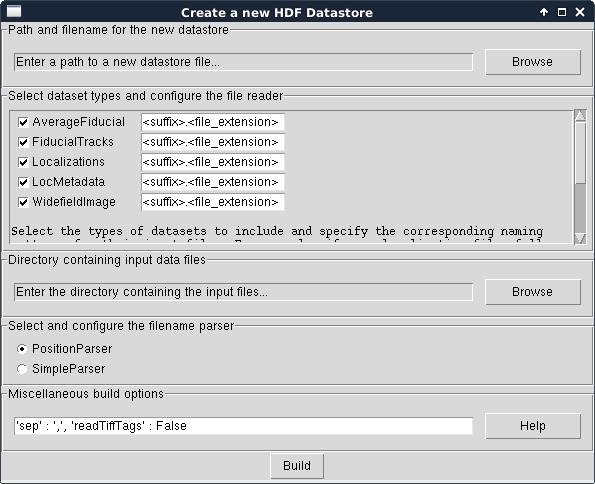 Create a new HDF Datastore
Path and filename for the new datastore
Enter a path to a new datastore file...
Browse
Select dataset types and configure the file reader
AverageFiducial <suffix>.<file_extension>
FiducialTracks <suffix>.<file_extension>
Localizations <suffix>.<file_extension>
LocMetadata <suffix>.<file_extension>
WidefieldImage <suffix>.<file_extension>
Select the types of datasets to include and specify the corresponding naming
Directory containing input data files
Enter the directory containing the input files...
Browse
Select and configure the filename parser
PositionParser
SimpleParser
Miscellaneous build options
'sep' : ',', 'readTiffTags' : False
Help
Build